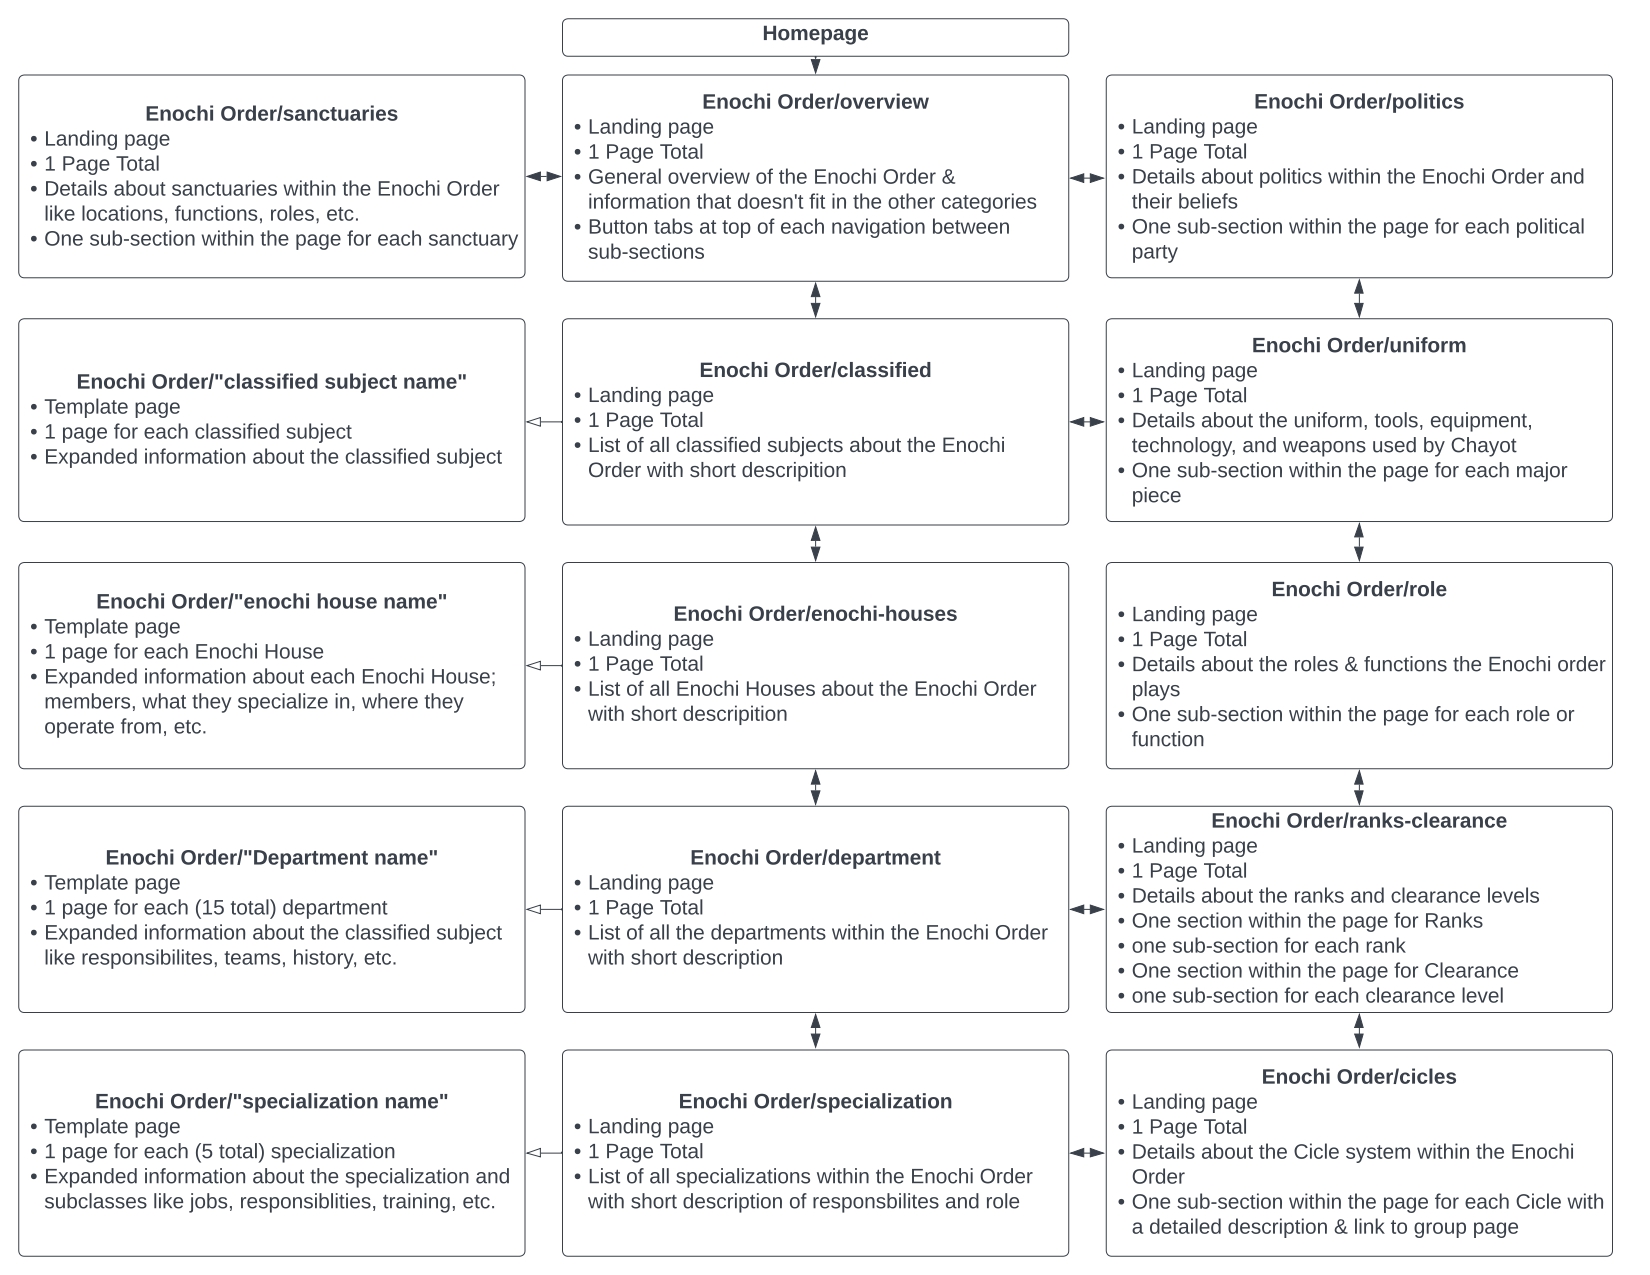 Homepage
Enochi Order/sanctuaries
• Landing page
• 1 Page Total
• Details about sanctuaries within the Enochi Order
like locations, functions, roles, etc.
• One sub-section within the page for each sanctuary
Enochi Order/overview
• Landing page
• 1 Page Total
• General overview of the Enochi Order &
information that doesn't fit in the other categories
• Button tabs at top of each navigation between
sub-sections
Enochi Order/politics
• Landing page
• 1 Page Total
• Details about politics within the Enochi Order and
their beliefs
• One sub-section within the page for each political
party
Enochi Order/"classified subject name"
• Template page
• 1 page for each classified subject
• Expanded information about the classified subject
Enochi Order/classified
• Landing page
• 1 Page Total
• List of all classified subjects about the Enochi
Order with short descripition
Enochi Order/uniform
• Landing page
• 1 Page Total
• Details about the uniform, tools, equipment,
technology, and weapons used by Chayot
• One sub-section within the page for each major
piece
Enochi Order/"enochi house name"
• Template page
• 1 page for each Enochi House
• Expanded information about each Enochi House;
members, what they specialize in, where they
operate from, etc.
Enochi Order/enochi-houses
• Landing page
• 1 Page Total
• List of all Enochi Houses about the Enochi Order
with short descripition
Enochi Order/role
• Landing page
• 1 Page Total
• Details about the roles & functions the Enochi order
plays
• One sub-section within the page for each role or
function
Enochi Order/"Department name"
• Template page
• 1 page for each (15 total) department
• Expanded information about the classified subject
like responsibilites, teams, history, etc.
Enochi Order/department
• Landing page
• 1 Page Total
• List of all the departments within the Enochi Order
with short description
Enochi Order/ranks-clearance
• Landing page
• 1 Page Total
• Details about the ranks and clearance levels
• One section within the page for Ranks
• one sub-section for each rank
• One section within the page for Clearance
• one sub-section for each clearance level
Enochi Order/"specialization name"
• Template page
• 1 page for each (5 total) specialization
• Expanded information about the specialization and
subclasses like jobs, responsiblities, training, etc.
Enochi Order/specialization
• Landing page
• 1 Page Total
• List of all specializations within the Enochi Order
with short description of responsbilites and role
Enochi Order/cicles
• Landing page
• 1 Page Total
• Details about the Cicle system within the Enochi
Order
• One sub-section within the page for each Cicle with
a detailed description & link to group page